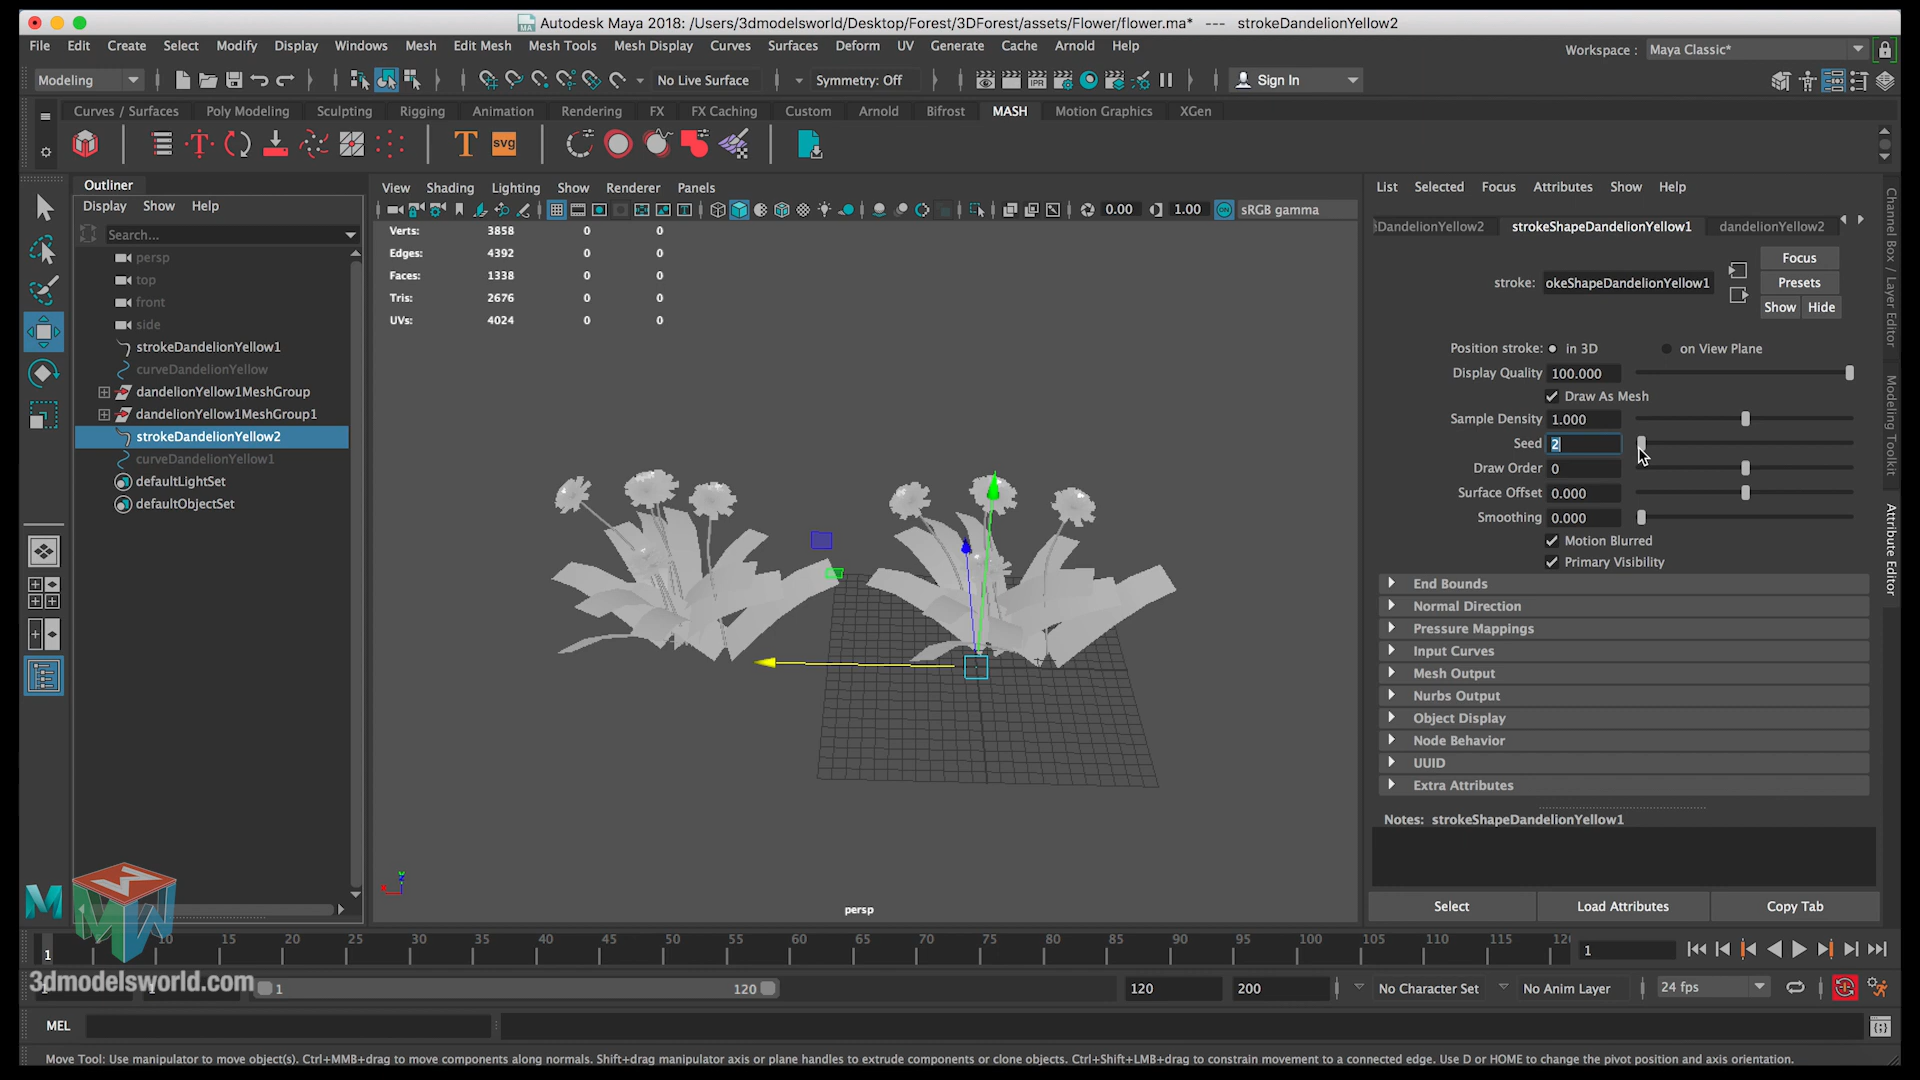 Autodesk Maya 2018: /Users/3dmodelsworld/Desktop/Forest/3DForest/assets/Flower/flower.ma* --- strokeDandelionYellow2
File Edit Create Select Modify Display Windows Mesh Edit Mesh Mesh Tools Mesh Display Curves Surfaces Deform UV Generate Cache Arnold Help
Workspace : Maya Classic*
Modeling No Live Surface Symmetry: Off Sign In
Curves / Surfaces Poly Modeling Sculpting Rigging Animation Rendering FX FX Caching Custom Arnold Bifrost MASH Motion Graphics XGen
T svg
Outliner
Display Show Help
Search...
persp
top
front
side
strokeDandelionYellow1
curveDandelionYellow
dandelionYellow1MeshGroup
dandelionYellow1MeshGroup1
strokeDandelionYellow2
curveDandelionYellow1
defaultLightSet
defaultObjectSet
View Shading Lighting Show Renderer Panels
0.00 1.00 ON sRGB gamma
Verts: 3858 0 0
Edges: 4392 0 0
Faces: 1338 0 0
Tris: 2676 0 0
UVs: 4024 0 0
persp
List Selected Focus Attributes Show Help
DandelionYellow2 strokeShapeDandelionYellow1 dandelionYellow2
Focus
stroke: okeShapeDandelionYellow1 Presets
Show Hide
Position stroke: in 3D on View Plane
Display Quality 100.000
Draw As Mesh
Sample Density 1.000
Seed 2
Draw Order 0
Surface Offset 0.000
Smoothing 0.000
Motion Blurred
Primary Visibility
End Bounds
Normal Direction
Pressure Mappings
Input Curves
Mesh Output
Nurbs Output
Object Display
Node Behavior
UUID
Extra Attributes
Notes: strokeShapeDandelionYellow1
Select Load Attributes Copy Tab
Channel Box / Layer Editor
Modeling Toolkit
Attribute Editor
1 10 15 20 25 30 35 40 45 50 55 60 65 70 75 80 85 90 95 100 105 110 115 12 1
3dmodelsworld.com
1 120 120 200 No Character Set No Anim Layer 24 fps
MEL
Move Tool: Use manipulator to move object(s). Ctrl+MMB+drag to move components along normals. Shift+drag manipulator axis or plane handles to extrude components or clone objects. Ctrl+Shift+LMB+drag to constrain movement to a connected edge. Use D or HOME to change the pivot position and axis orientation.